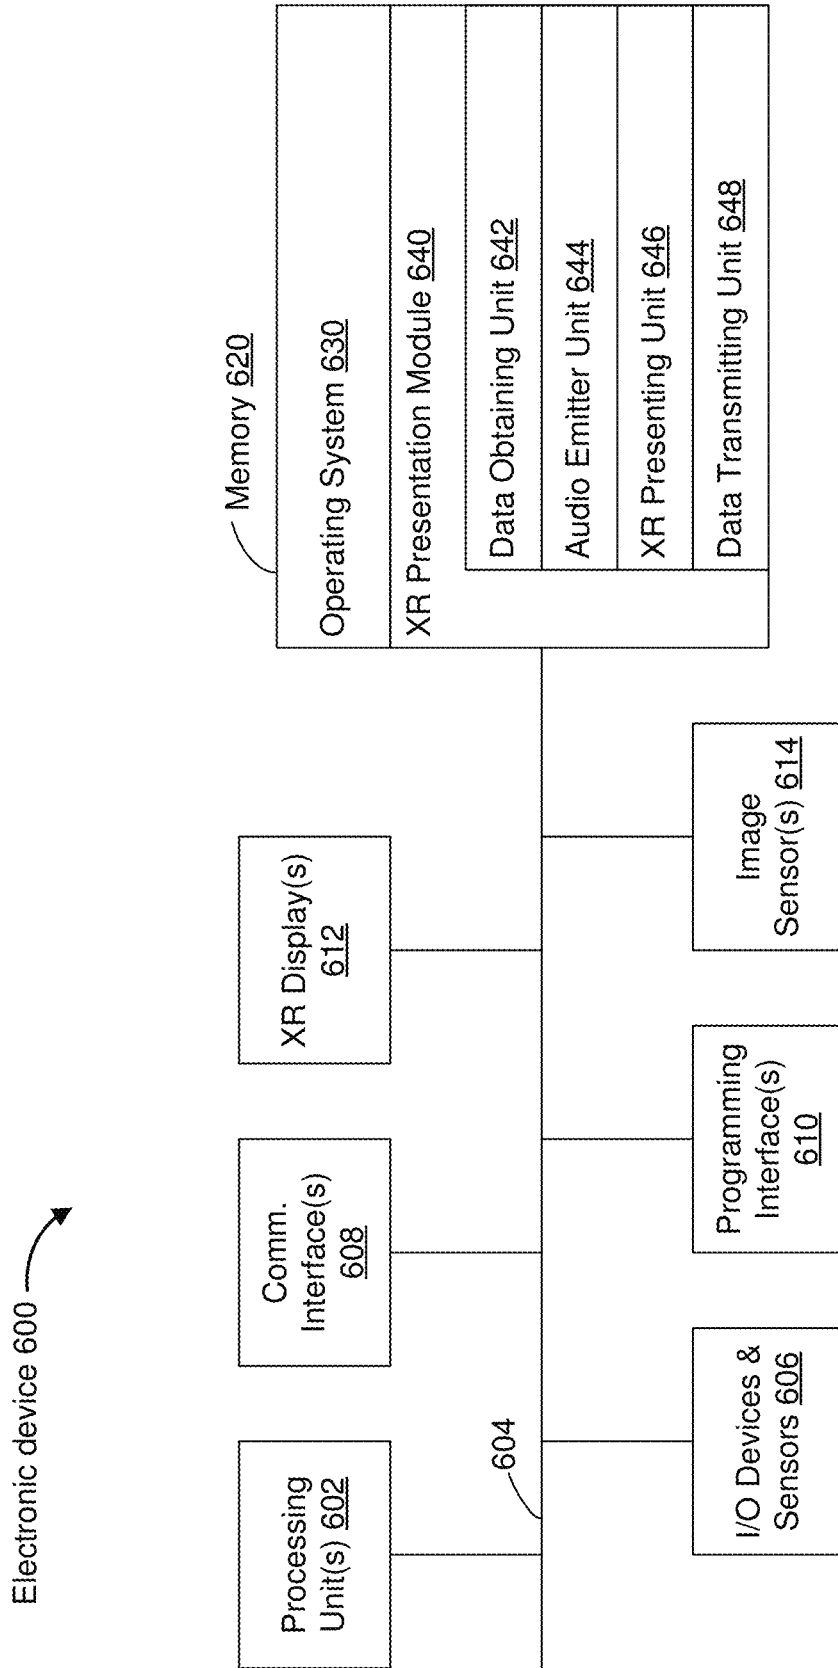 Electronic device 600
Processing
Unit(s) 602
Comm.
Interface(s)
608
XR Display(s)
612
Memory 620
Operating System 630
XR Presentation Module 640
Data Obtaining Unit 642
Audio Emitter Unit 644
XR Presenting Unit 646
Data Transmitting Unit 648
604
I/O Devices &
Sensors 606
Programming
Interface(s)
610
Image
Sensor(s) 614